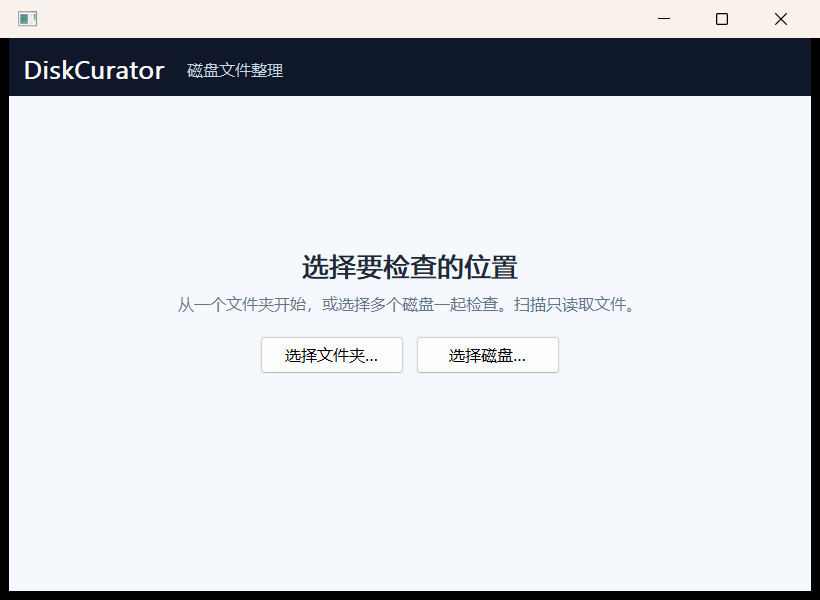 DiskCurator 磁盘文件整理
选择要检查的位置
从一个文件夹开始，或选择多个磁盘一起检查。扫描只读取文件。
选择文件夹... 选择磁盘...